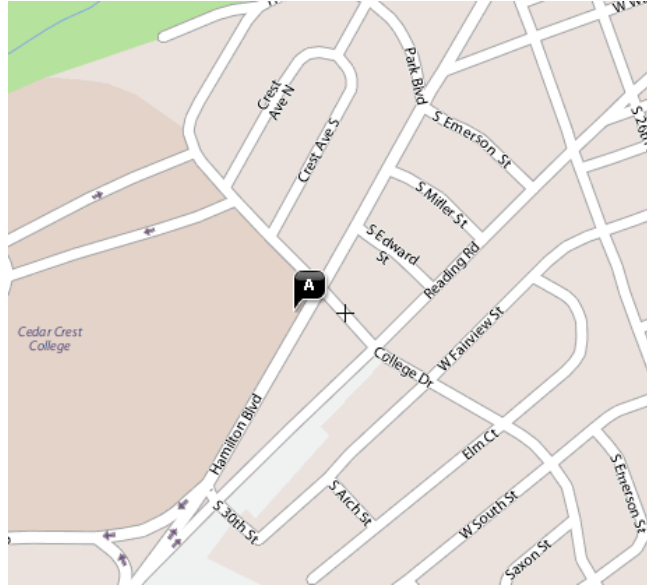 W W
Park Blvd
Crest
Ave N
S 26th
S Emerson St
Crest Ave S
S Miller St
S Edward
St
Reading Rd
A
W Fairview St
Cedar Crest
College
College Dr
Hamilton Blvd
Elm Ct
S Emerson St
S Arch St
W South St
S 30th St
Saxon St